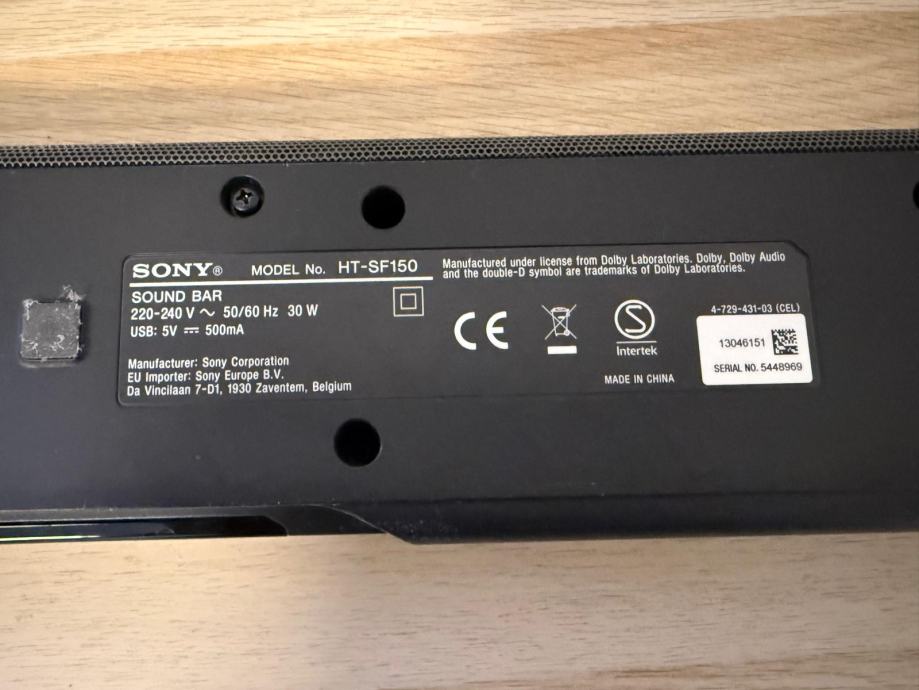 SONY® MODEL No. HT-SF150
SOUND BAR
220-240 V ~ 50/60 Hz 30 W
USB: 5V ⎓ 500mA
Manufacturer: Sony Corporation
EU Importer: Sony Europe B.V.
Da Vincilaan 7-D1, 1930 Zaventem, Belgium
Manufactured under license from Dolby Laboratories. Dolby, Dolby Audio
and the double-D symbol are trademarks of Dolby Laboratories.
CE
S
Intertek
MADE IN CHINA
4-729-431-03 (CEL)
13046151
SERIAL NO. 5448969